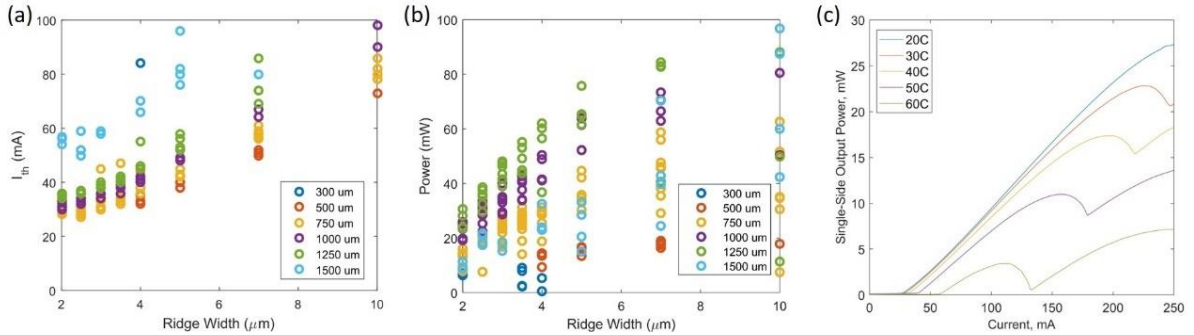 (a)
100
80
60
40
20
0
I_th (mA)
2
4
6
8
10
Ridge Width (μm)
300 um
500 um
750 um
1000 um
1250 um
1500 um
(b)
100
80
60
40
20
0
Power (mW)
2
4
6
8
10
Ridge Width (μm)
300 um
500 um
750 um
1000 um
1250 um
1500 um
(c)
30
25
20
15
10
5
0
Single-Side Output Power, mW
0
50
100
150
200
250
Current, mA
20C
30C
40C
50C
60C